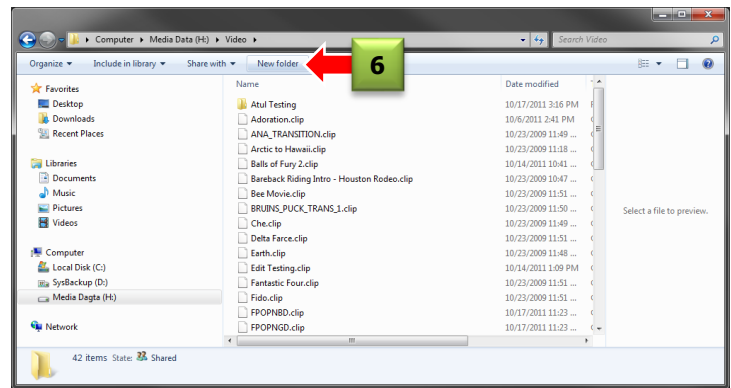 Computer ▸ Media Data (H:) ▸ Video ▸ Search Video
Organize ▾ Include in library ▾ Share with ▾ New folder 6
Favorites
Desktop
Downloads
Recent Places
Libraries
Documents
Music
Pictures
Videos
Computer
Local Disk (C:)
SysBackup (D:)
Media Dagta (H:)
Network
Name Date modified
Atul Testing 10/17/2011 3:16 PM
Adoration.clip 10/6/2011 2:41 PM
ANA_TRANSITION.clip 10/23/2009 11:49 ...
Arctic to Hawaii.clip 10/23/2009 11:18 ...
Balls of Fury 2.clip 10/14/2011 10:41 ...
Bareback Riding Intro - Houston Rodeo.clip 10/23/2009 10:47 ...
Bee Movie.clip 10/23/2009 11:51 ...
BRUINS_PUCK_TRANS_1.clip 10/23/2009 11:50 ...
Che.clip 10/23/2009 11:49 ...
Delta Farce.clip 10/23/2009 11:51 ...
Earth.clip 10/23/2009 11:48 ...
Edit Testing.clip 10/14/2011 1:09 PM
Fantastic Four.clip 10/23/2009 11:51 ...
Fido.clip 10/23/2009 11:51 ...
FPOPNBD.clip 10/17/2011 11:23 ...
FPOPNGD.clip 10/17/2011 11:23 ...
Select a file to preview.
42 items State: Shared